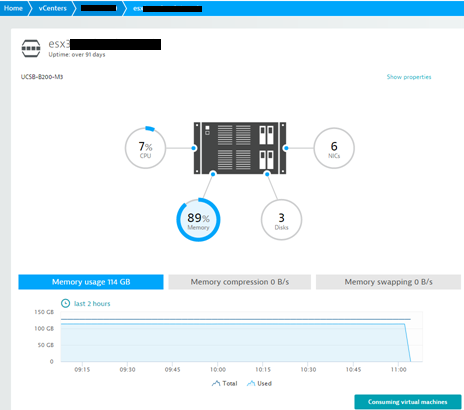 Home vCenters esx
esx3
Uptime: over 91 days
UCSB-B200-M3
Show properties
7%
CPU
6
NICs
89%
Memory
3
Disks
Memory usage 114 GB
Memory compression 0 B/s
Memory swapping 0 B/s
last 2 hours
150 GB
100 GB
50 GB
0
09:15 09:30 09:45 10:00 10:15 10:30 10:45 11:00
Total Used
Consuming virtual machines